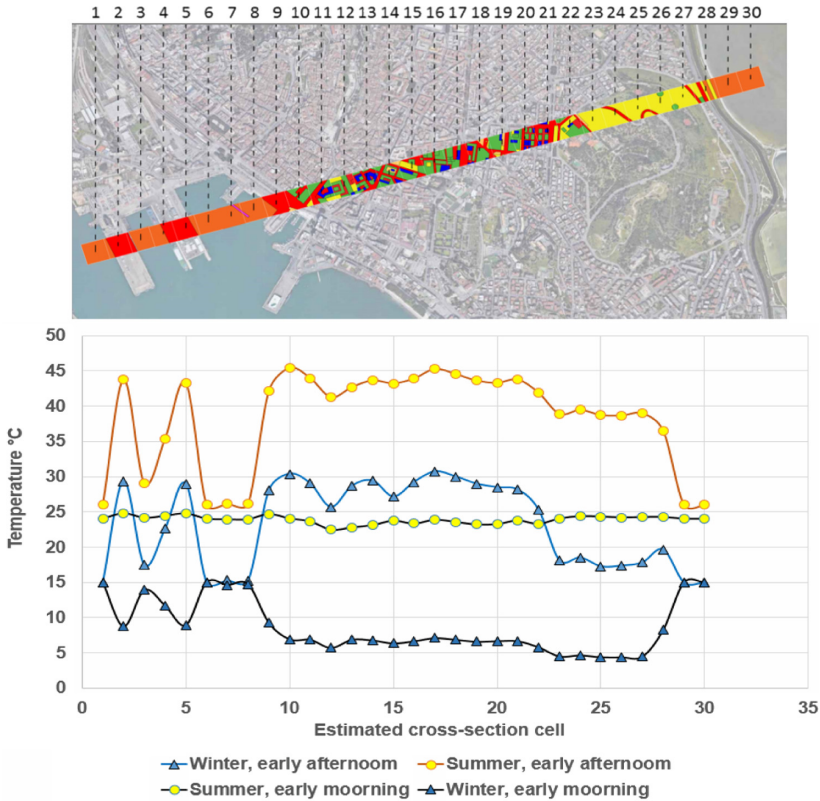 1 2 3 4 5 6 7 8 9 10 11 12 13 14 15 16 17 18 19 20 21 22 23 24 25 26 27 28 29 30
50
45
40
35
30
25
20
15
10
5
0
Temperature °C
0 5 10 15 20 25 30 35
Estimated cross-section cell
Winter, early afternoom Summer, early afternoom
Summer, early moorning Winter, early moorning